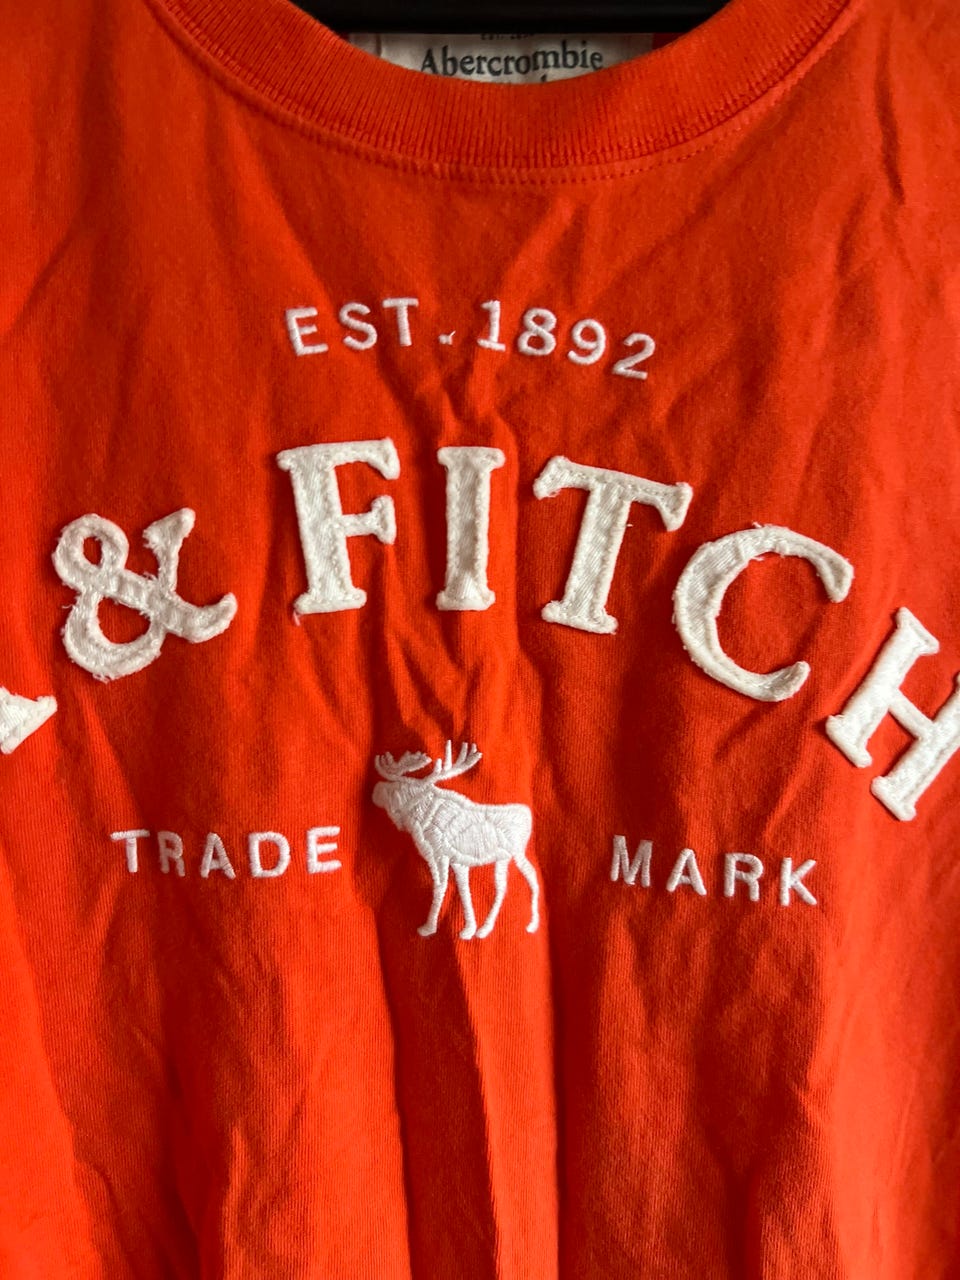 Abercrombie
EST. 1892
A & FITCH
TRADE MARK